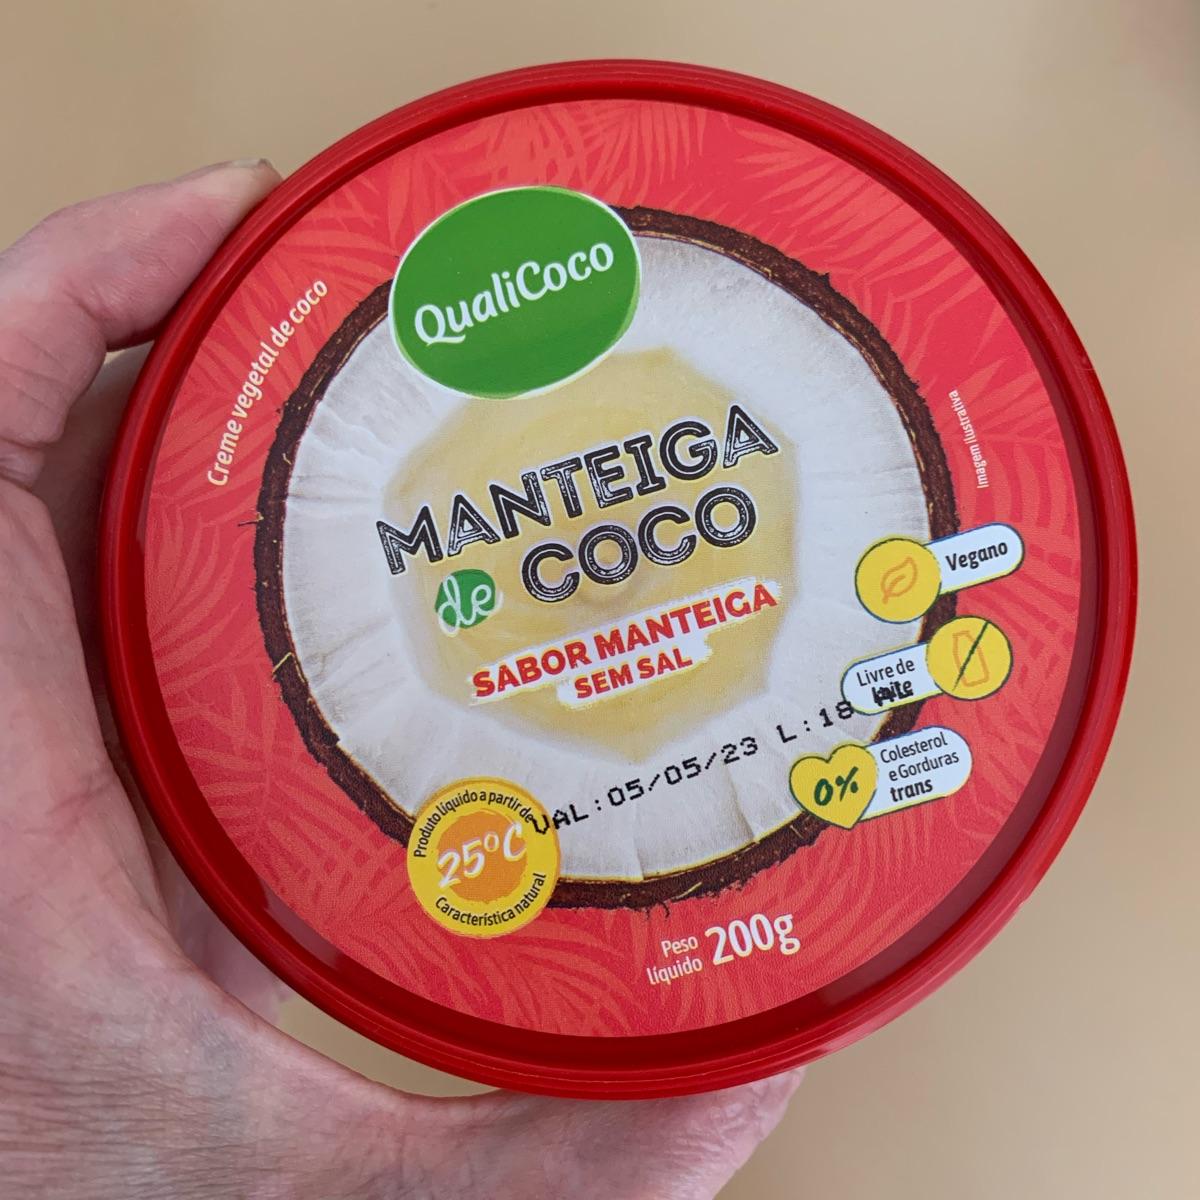 QualiCoco
Creme vegetal de coco
MANTEIGA
de COCO
SABOR MANTEIGA
SEM SAL
Imagem ilustrativa
Vegano
Livre de
leite
0%
Colesterol
e Gorduras
trans
VAL:05/05/23 L:18
Produto líquido a partir de
25ºC
Característica natural
Peso
líquido 200g